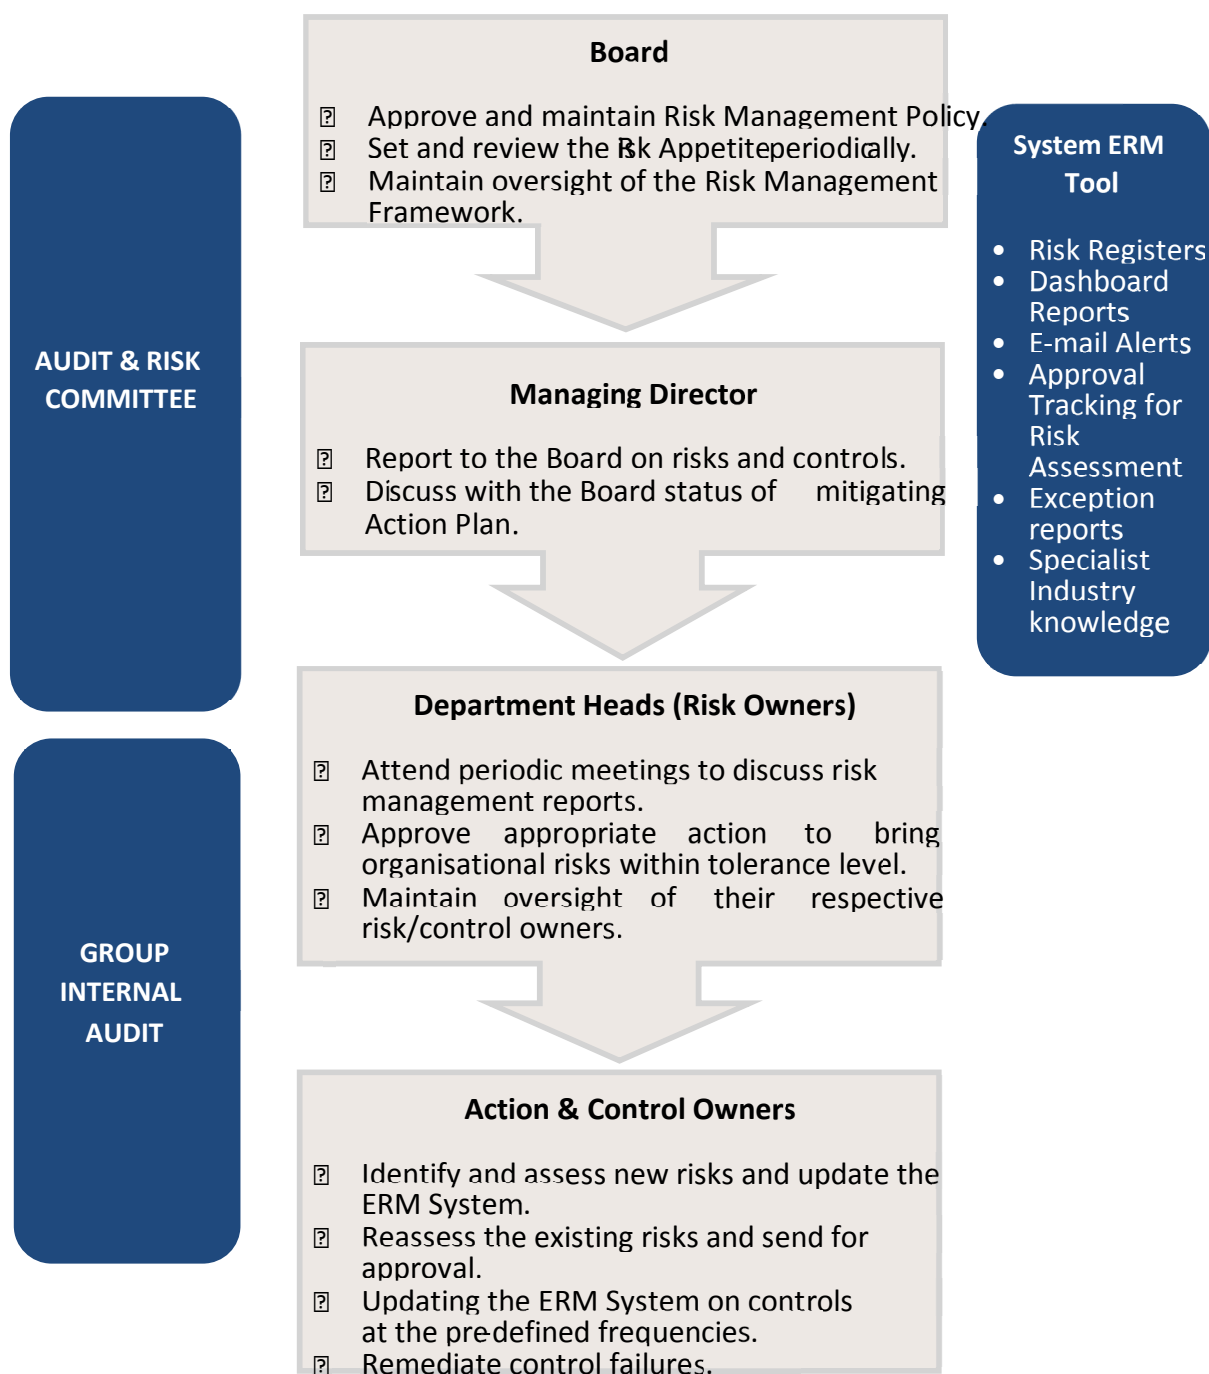 Board
Approve and maintain Risk Management Policy.
Set and review the Risk Appetite periodically.
Maintain oversight of the Risk Management
Framework.
AUDIT & RISK
COMMITTEE
System ERM
Tool
• Risk Registers
• Dashboard
Reports
• E-mail Alerts
• Approval
Tracking for
Risk
Assessment
• Exception
reports
• Specialist
Industry
knowledge
Managing Director
Report to the Board on risks and controls.
Discuss with the Board status of mitigating
Action Plan.
Department Heads (Risk Owners)
Attend periodic meetings to discuss risk
management reports.
Approve appropriate action to bring
organisational risks within tolerance level.
Maintain oversight of their respective
risk/control owners.
GROUP
INTERNAL
AUDIT
Action & Control Owners
Identify and assess new risks and update the
ERM System.
Reassess the existing risks and send for
approval.
Updating the ERM System on controls
at the pre-defined frequencies.
Remediate control failures.